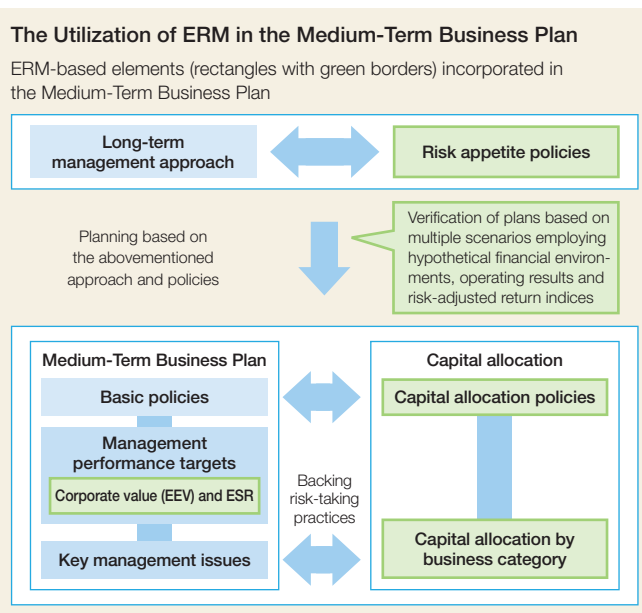 The Utilization of ERM in the Medium-Term Business Plan
ERM-based elements (rectangles with green borders) incorporated in
the Medium-Term Business Plan
Long-term
management approach
Risk appetite policies
Planning based on
the abovementioned
approach and policies
Verification of plans based on
multiple scenarios employing
hypothetical financial environ-
ments, operating results and
risk-adjusted return indices
Medium-Term Business Plan
Basic policies
Management
performance targets
Corporate value (EEV) and ESR
Key management issues
Backing
risk-taking
practices
Capital allocation
Capital allocation policies
Capital allocation by
business category